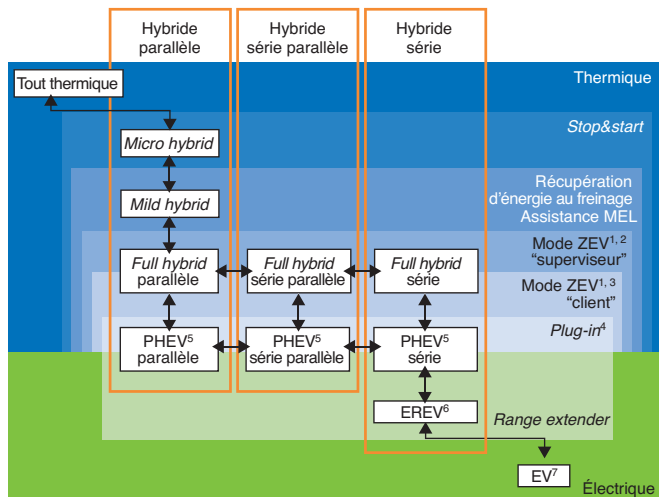 Hybride
parallèle
Hybride
série parallèle
Hybride
série
Tout thermique
Thermique
Stop&start
Micro hybrid
Récupération
d'énergie au freinage
Assistance MEL
Mild hybrid
Mode ZEV1, 2
“superviseur”
Full hybrid
parallèle
Full hybrid
série parallèle
Full hybrid
série
Mode ZEV1, 3
“client”
Plug-in4
PHEV5
parallèle
PHEV5
série parallèle
PHEV5
série
EREV6
Range extender
EV7
Électrique